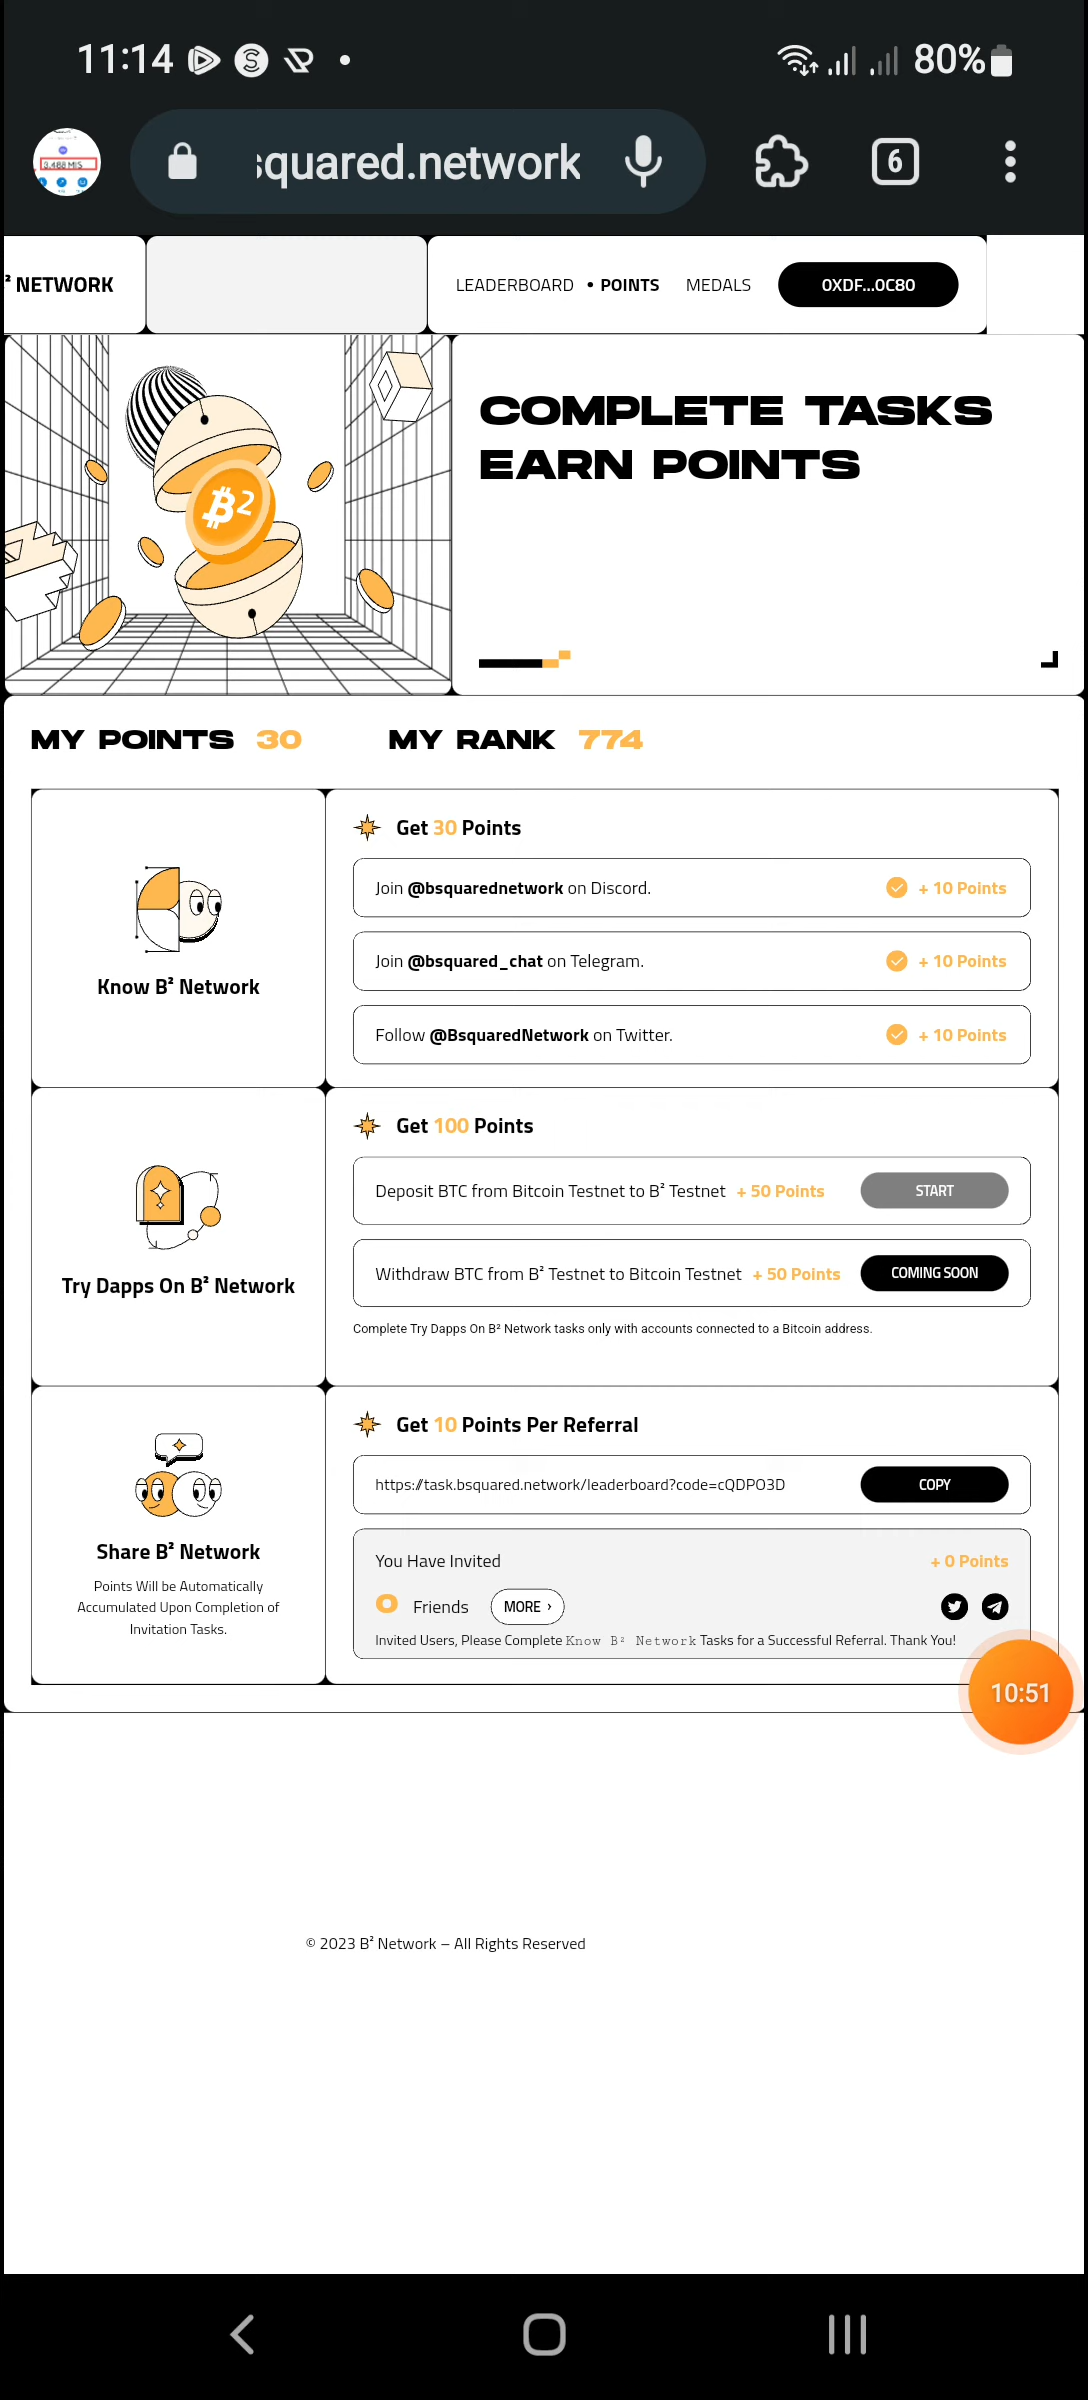 11:14
80%
squared.network
6
² NETWORK
LEADERBOARD • POINTS MEDALS 0XDF...0C80
COMPLETE TASKS
EARN POINTS
₿2
MY POINTS 30 MY RANK 774
Know B² Network
Get 30 Points
Join @bsquarednetwork on Discord. + 10 Points
Join @bsquared_chat on Telegram. + 10 Points
Follow @BsquaredNetwork on Twitter. + 10 Points
Try Dapps On B² Network
Get 100 Points
Deposit BTC from Bitcoin Testnet to B² Testnet + 50 Points START
Withdraw BTC from B² Testnet to Bitcoin Testnet + 50 Points COMING SOON
Complete Try Dapps On B² Network tasks only with accounts connected to a Bitcoin address.
Share B² Network
Points Will be Automatically
Accumulated Upon Completion of
Invitation Tasks.
Get 10 Points Per Referral
https://task.bsquared.network/leaderboard?code=cQDPO3D COPY
You Have Invited + 0 Points
0 Friends MORE ›
Invited Users, Please Complete Know B² Network Tasks for a Successful Referral. Thank You!
10:51
© 2023 B² Network – All Rights Reserved